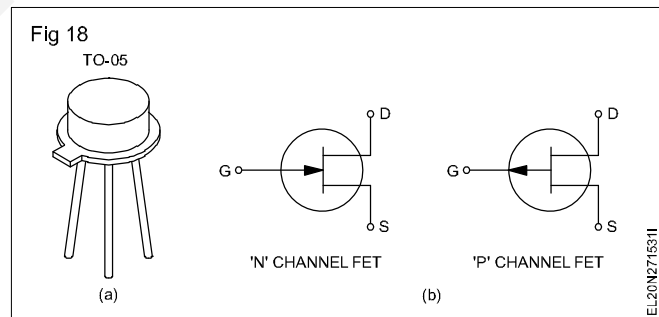 Fig 18
TO-05
D
D
G
G
S
S
'N' CHANNEL FET
'P' CHANNEL FET
(a)
(b)
EL20N271531I